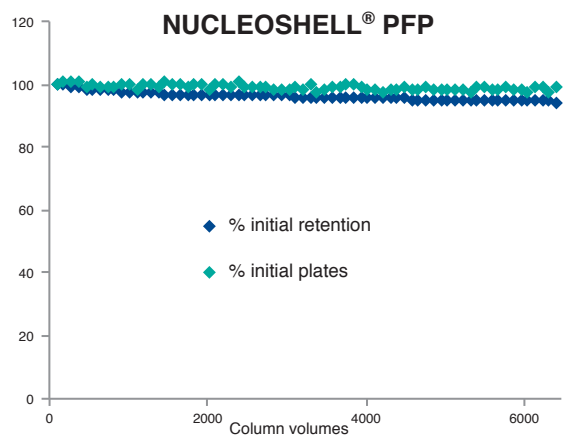 NUCLEOSHELL® PFP
120
100
80
60
40
20
0
% initial retention
% initial plates
0 2000 4000 6000
Column volumes